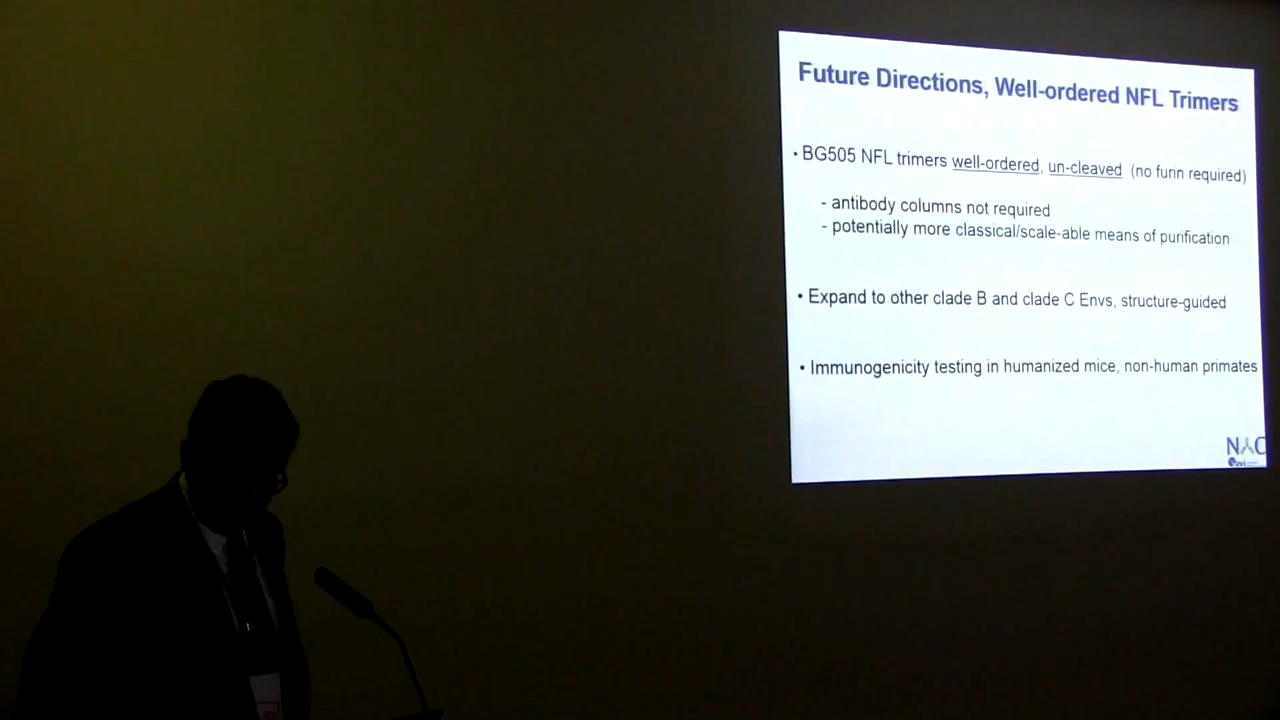 Future Directions, Well-ordered NFL Trimers
• BG505 NFL trimers well-ordered, un-cleaved (no furin required)
- antibody columns not required
- potentially more classical/scale-able means of purification
• Expand to other clade B and clade C Envs, structure-guided
• Immunogenicity testing in humanized mice, non-human primates
NAC